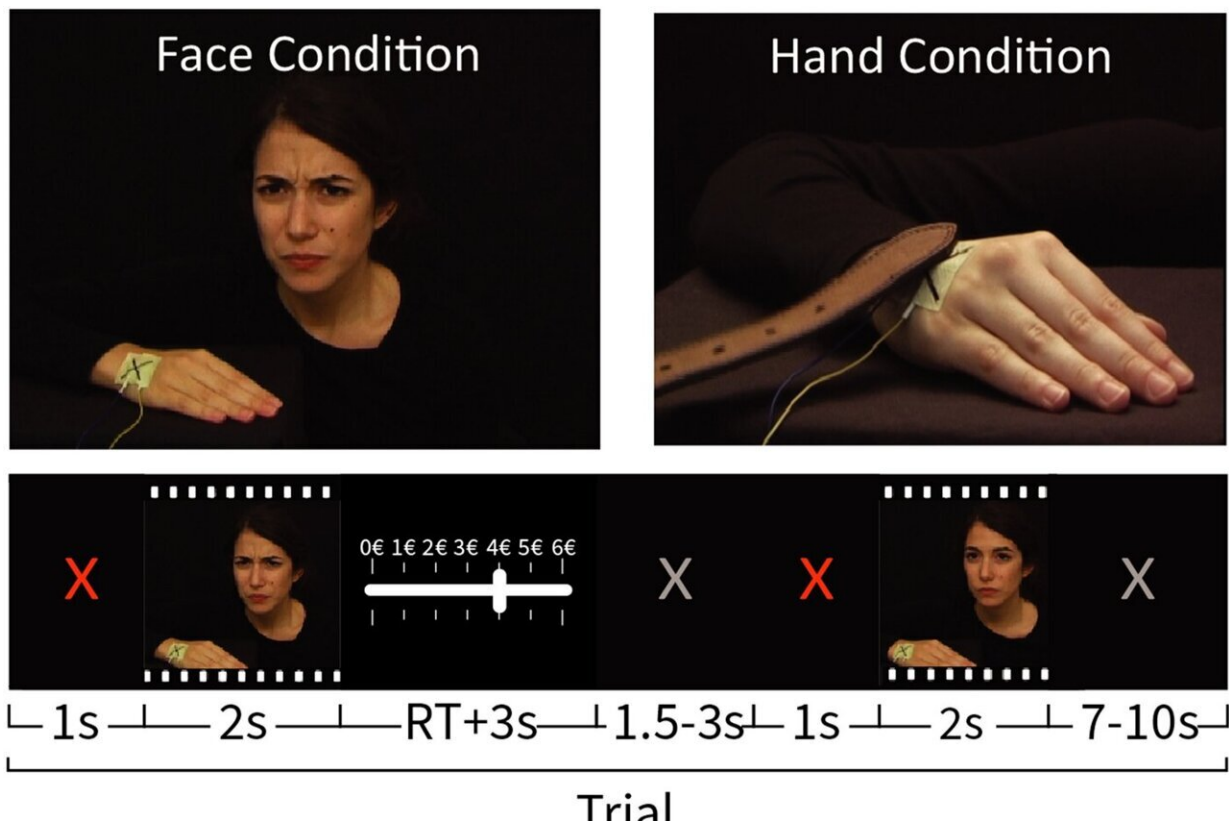 Face Condition
Hand Condition
X
0€ 1€ 2€ 3€ 4€ 5€ 6€
X
X
X
1s
2s
RT+3s
1.5-3s
1s
2s
7-10s
Trial